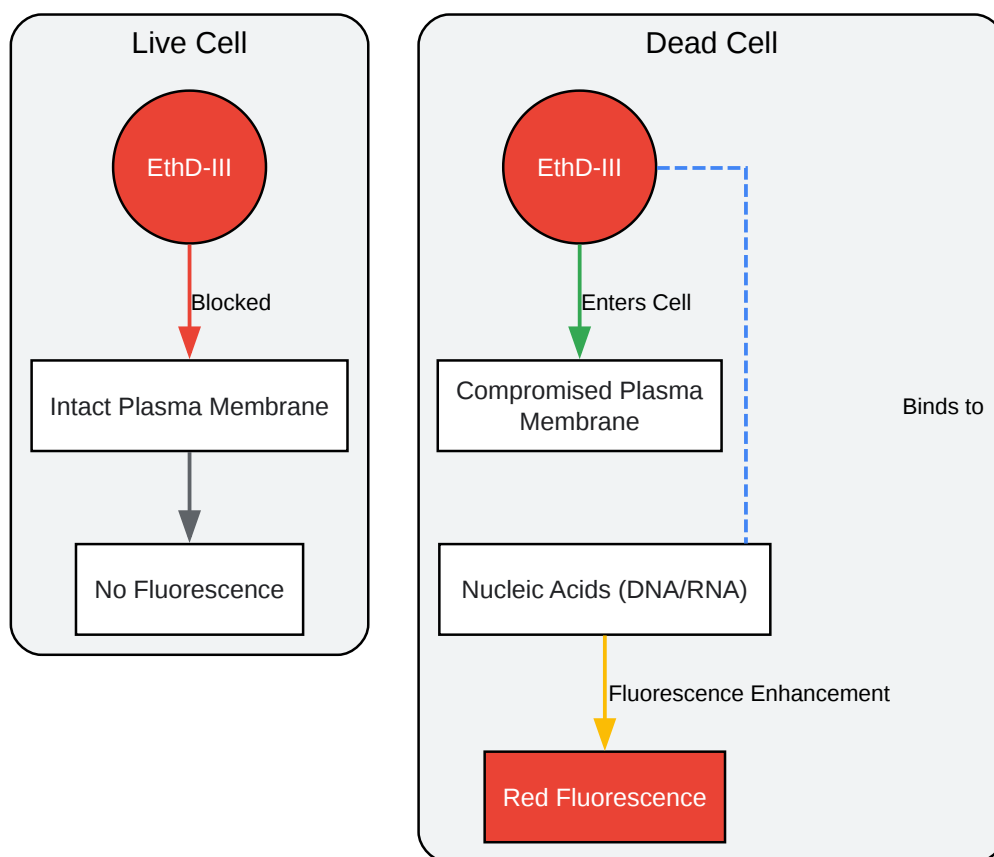 Live Cell
EthD-III
Blocked
Intact Plasma Membrane
No Fluorescence
Dead Cell
EthD-III
Enters Cell
Compromised Plasma
Membrane
Binds to
Nucleic Acids (DNA/RNA)
Fluorescence Enhancement
Red Fluorescence